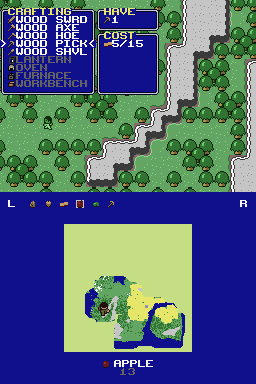 CRAFTING
WOOD SWRD
WOOD AXE
WOOD HOE
>WOOD PICK<
WOOD SHVL
LANTERN
OVEN
FURNACE
WORKBENCH
HAVE
1
COST
5/15
L R
APPLE
13